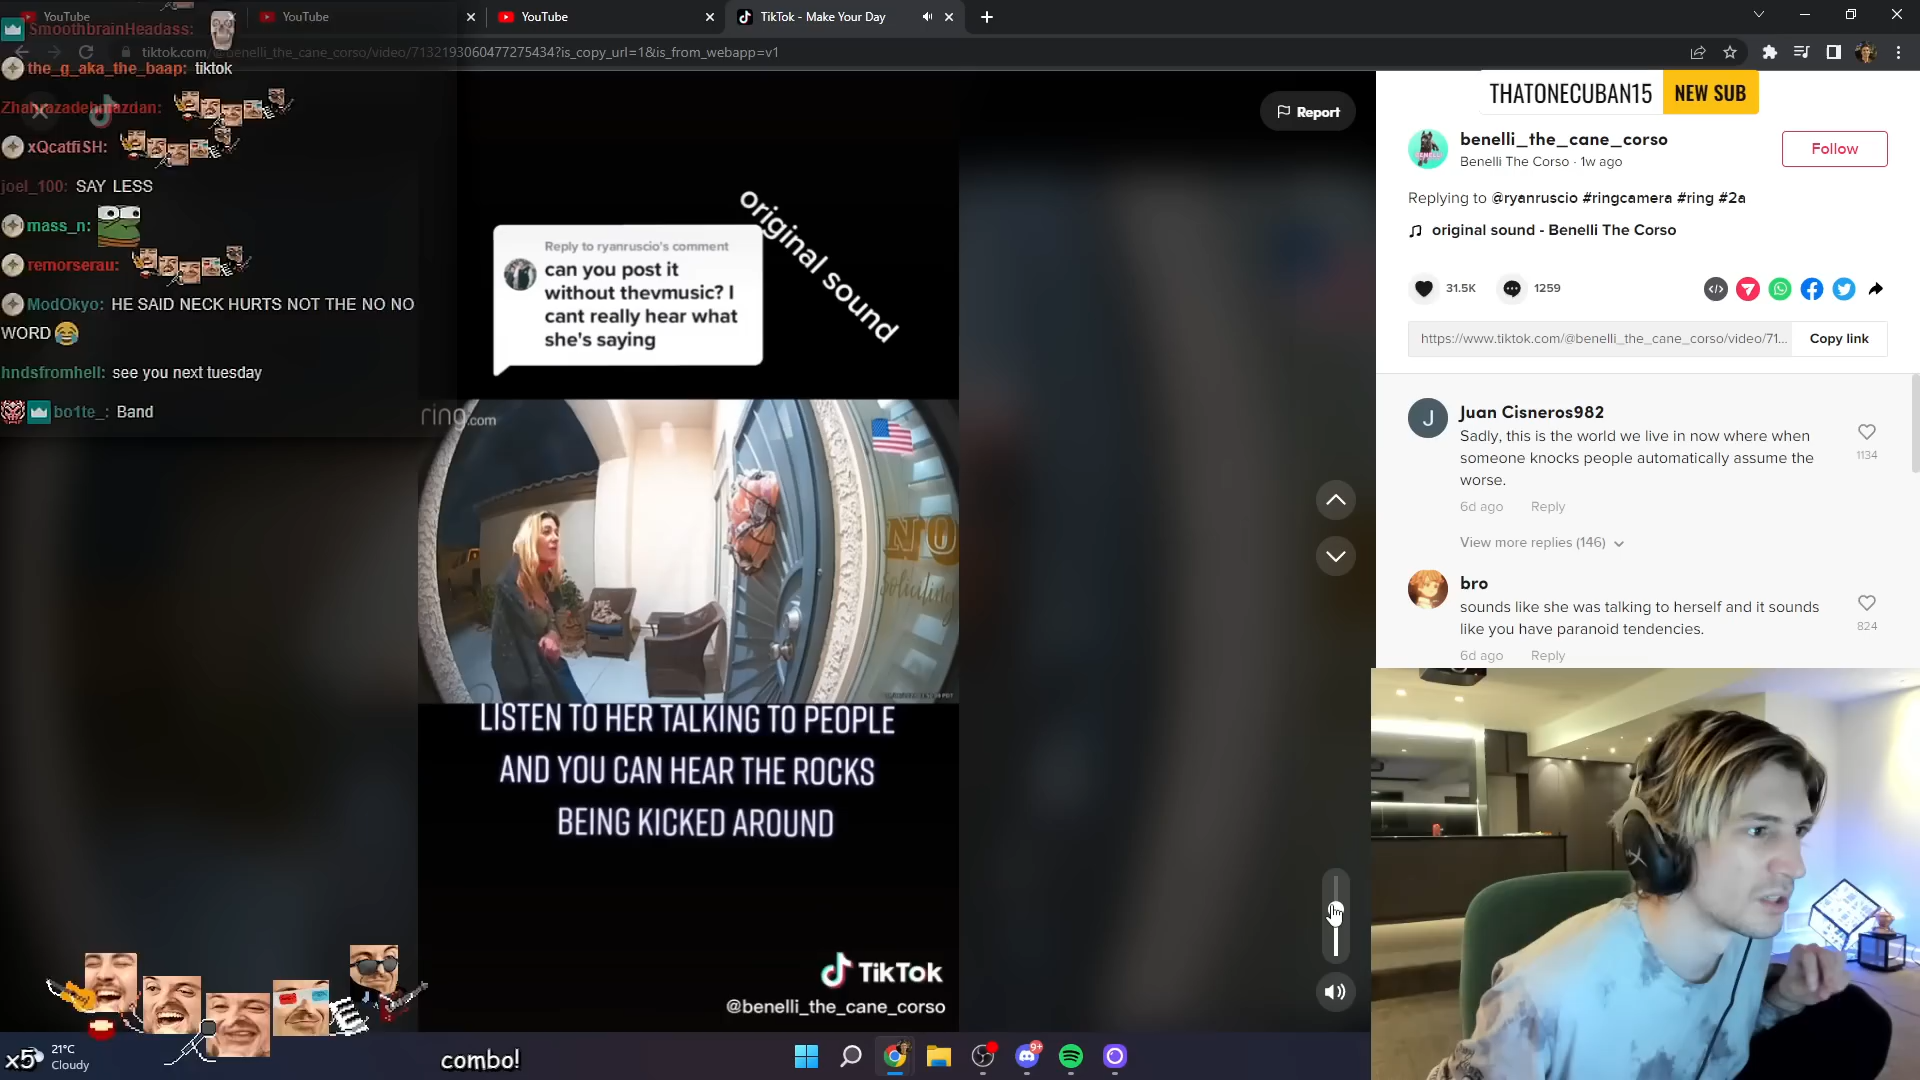 YouTube
YouTube
YouTube
TikTok - Make Your Day
tiktok.com/@benelli_the_cane_corso/video/7132193060477275434?is_copy_url=1&is_from_webapp=v1
SmoothbrainHeadass:
the_g_aka_the_baap: tiktok
xQcatfiSH:
joel_100: SAY LESS
mass_n:
remorserau:
ModOkyo: HE SAID NECK HURTS NOT THE NO NO
WORD
hndsfromhell: see you next tuesday
bo1te_: Band
Report
original sound
Reply to ryanruscio's comment
can you post it
without thevmusic? I
cant really hear what
she's saying
ring.com
NO
Soliciting
LISTEN TO HER TALKING TO PEOPLE
AND YOU CAN HEAR THE ROCKS
BEING KICKED AROUND
TikTok
@benelli_the_cane_corso
THATONECUBAN15 NEW SUB
benelli_the_cane_corso
Benelli The Corso · 1w ago
Follow
Replying to @ryanruscio #ringcamera #ring #2a
original sound - Benelli The Corso
31.5K
1259
https://www.tiktok.com/@benelli_the_cane_corso/video/71...
Copy link
Juan Cisneros982
Sadly, this is the world we live in now where when
someone knocks people automatically assume the
worse.
1134
6d ago Reply
View more replies (146)
bro
sounds like she was talking to herself and it sounds
like you have paranoid tendencies.
824
6d ago Reply
x5
21°C
Cloudy
combo!
9+